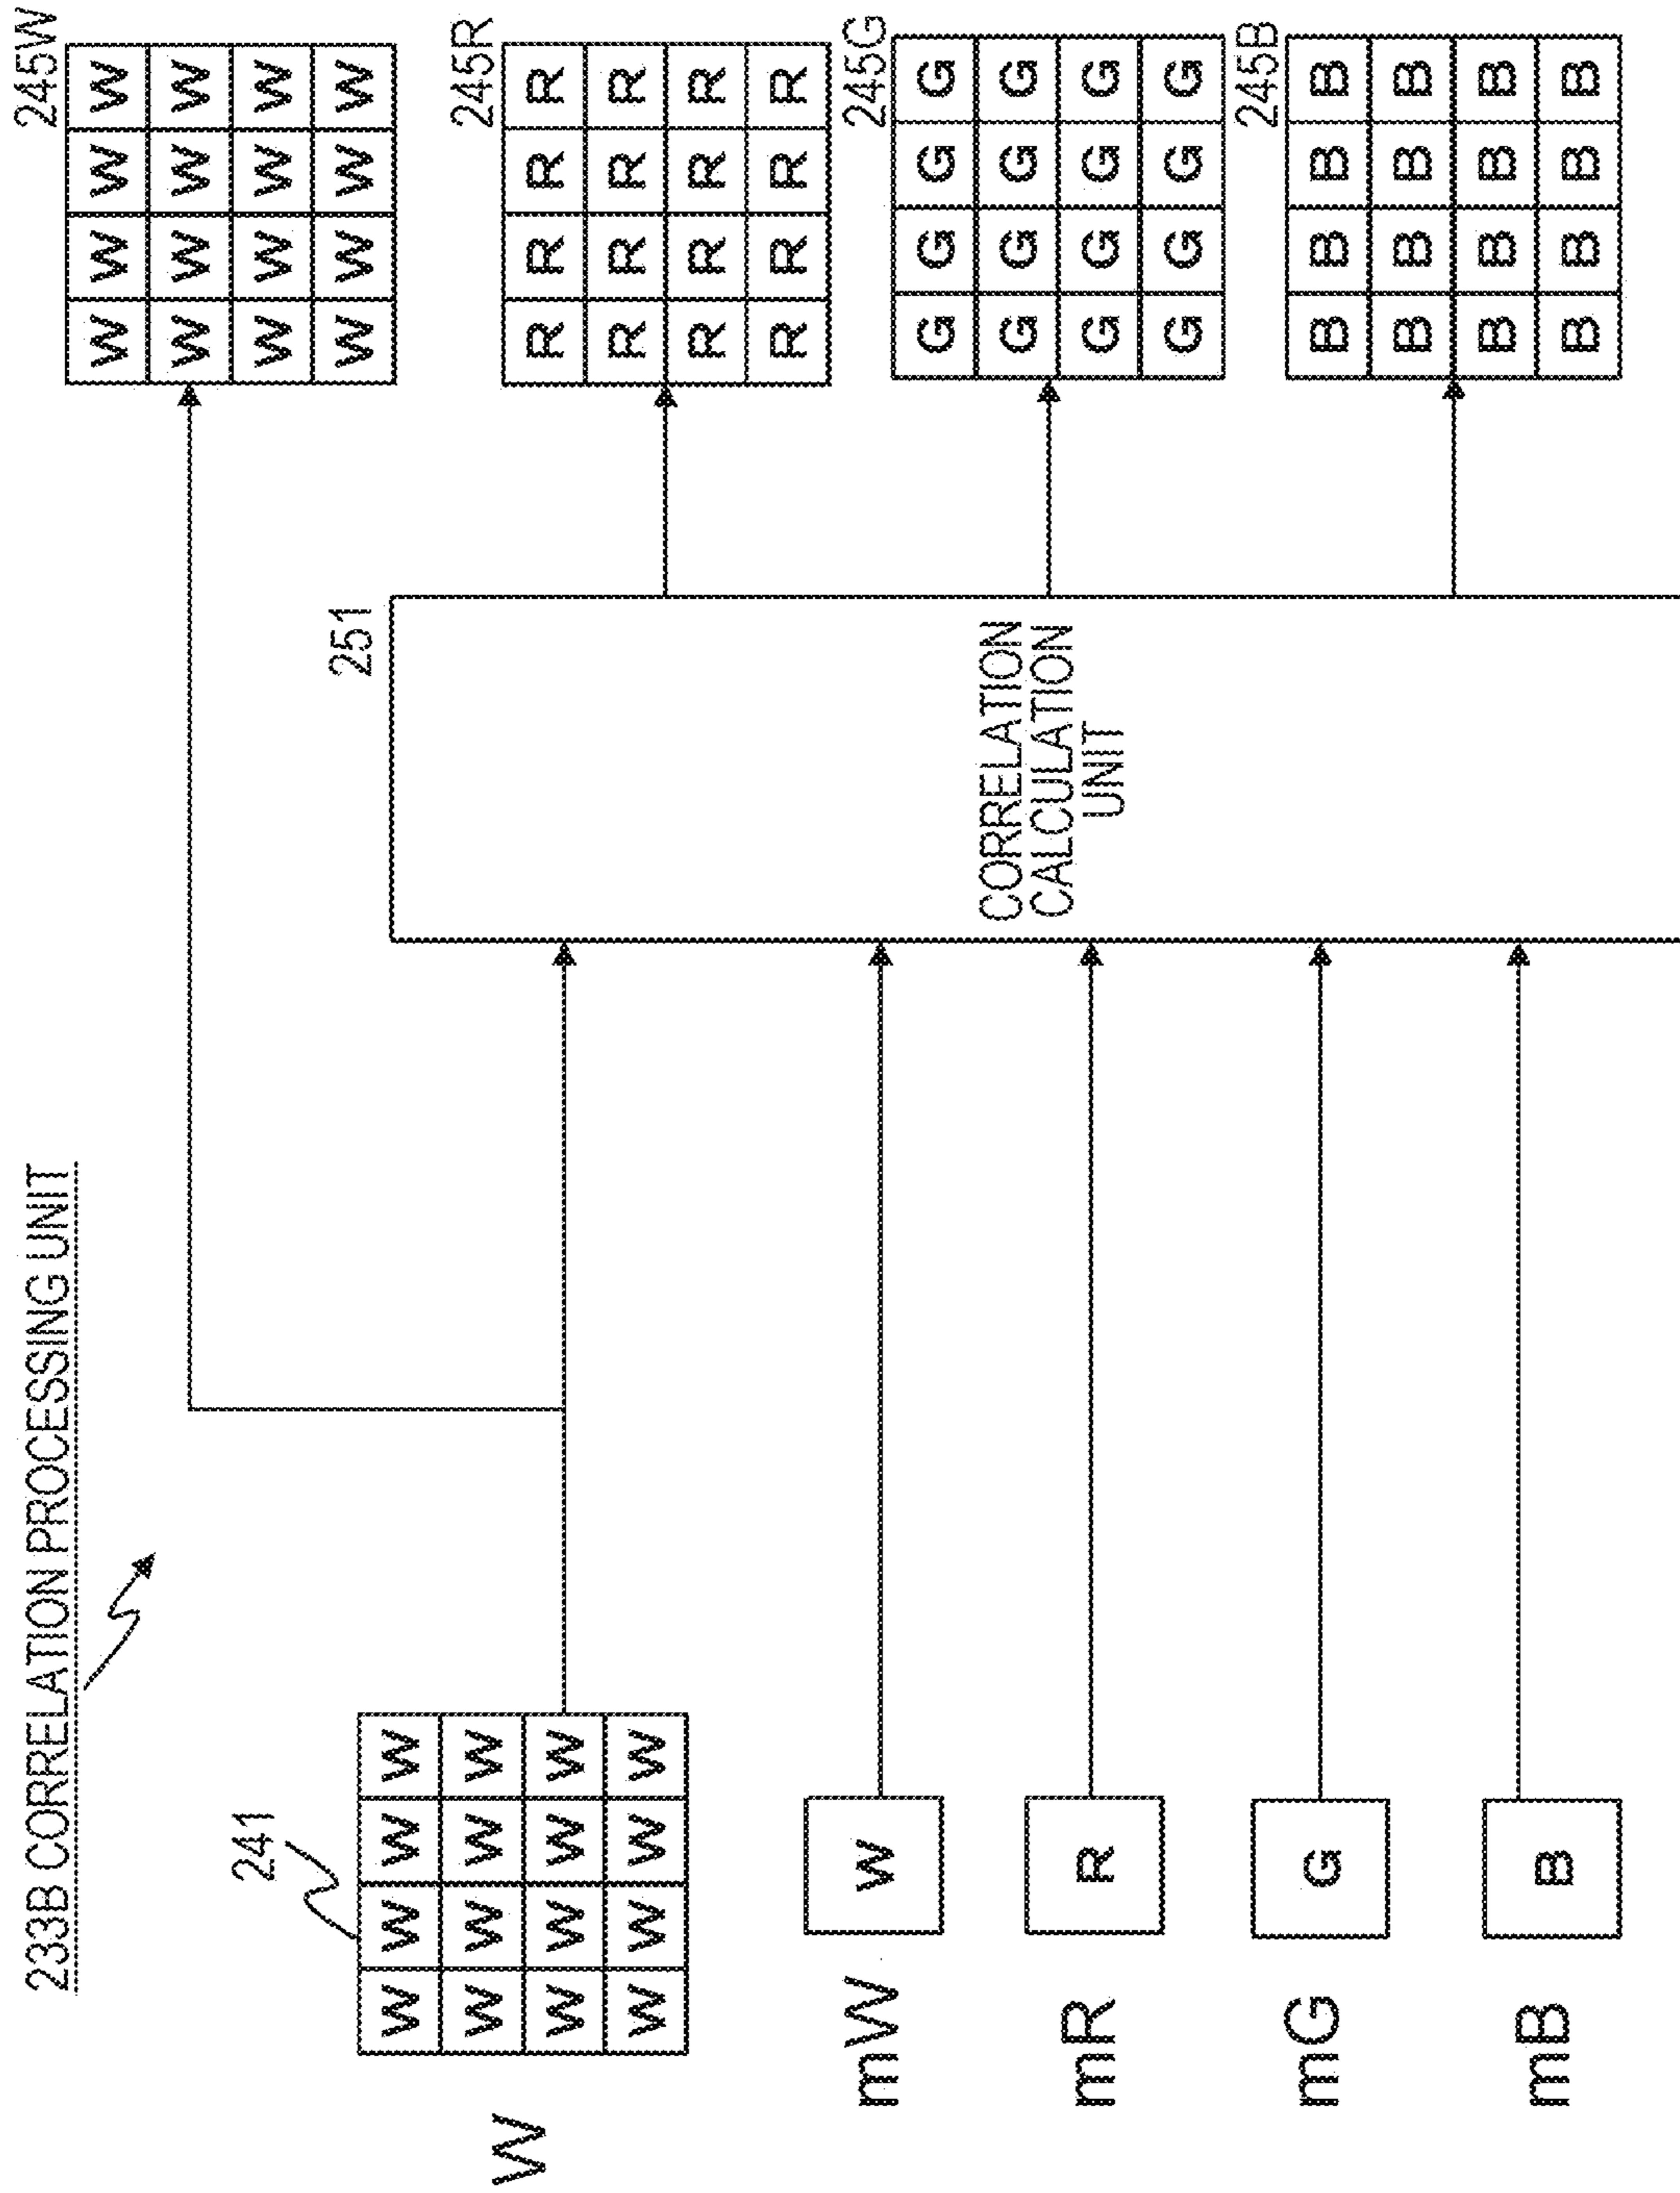 233B CORRELATION PROCESSING UNIT
241
W
W W W W
W W W W
W W W W
W W W W
mW
W
mR
R
mG
G
mB
B
251
CORRELATION
CALCULATION
UNIT
245W
W W W W
W W W W
W W W W
W W W W
245R
R R R R
R R R R
R R R R
R R R R
245G
G G G G
G G G G
G G G G
G G G G
245B
B B B B
B B B B
B B B B
B B B B